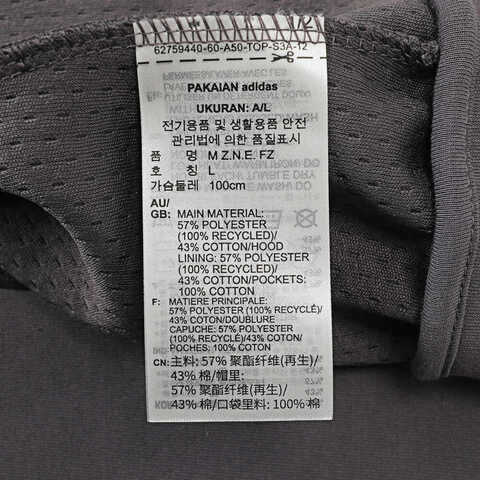 62759440-60-A50-TOP-S3A-12
PAKAIAN adidas
UKURAN: A/L
전기용품 및 생활용품 안전
관리법에 의한 품질표시
품 명 M Z.N.E. FZ
호 칭 L
가슴둘레 100cm
AU/
GB: MAIN MATERIAL:
57% POLYESTER
(100% RECYCLED)/
43% COTTON/HOOD
LINING: 57% POLYESTER
(100% RECYCLED)/
43% COTTON/POCKETS:
100% COTTON
F: MATIERE PRINCIPALE:
57% POLYESTER (100% RECYCLÉ)/
43% COTON/DOUBLURE
CAPUCHE: 57% POLYESTER
(100% RECYCLÉ)/43% COTON/
POCHES: 100% COTON
CN: 主料: 57% 聚酯纤维(再生)/
43% 棉/帽里:
57% 聚酯纤维(再生)/
43% 棉/口袋里料: 100% 棉